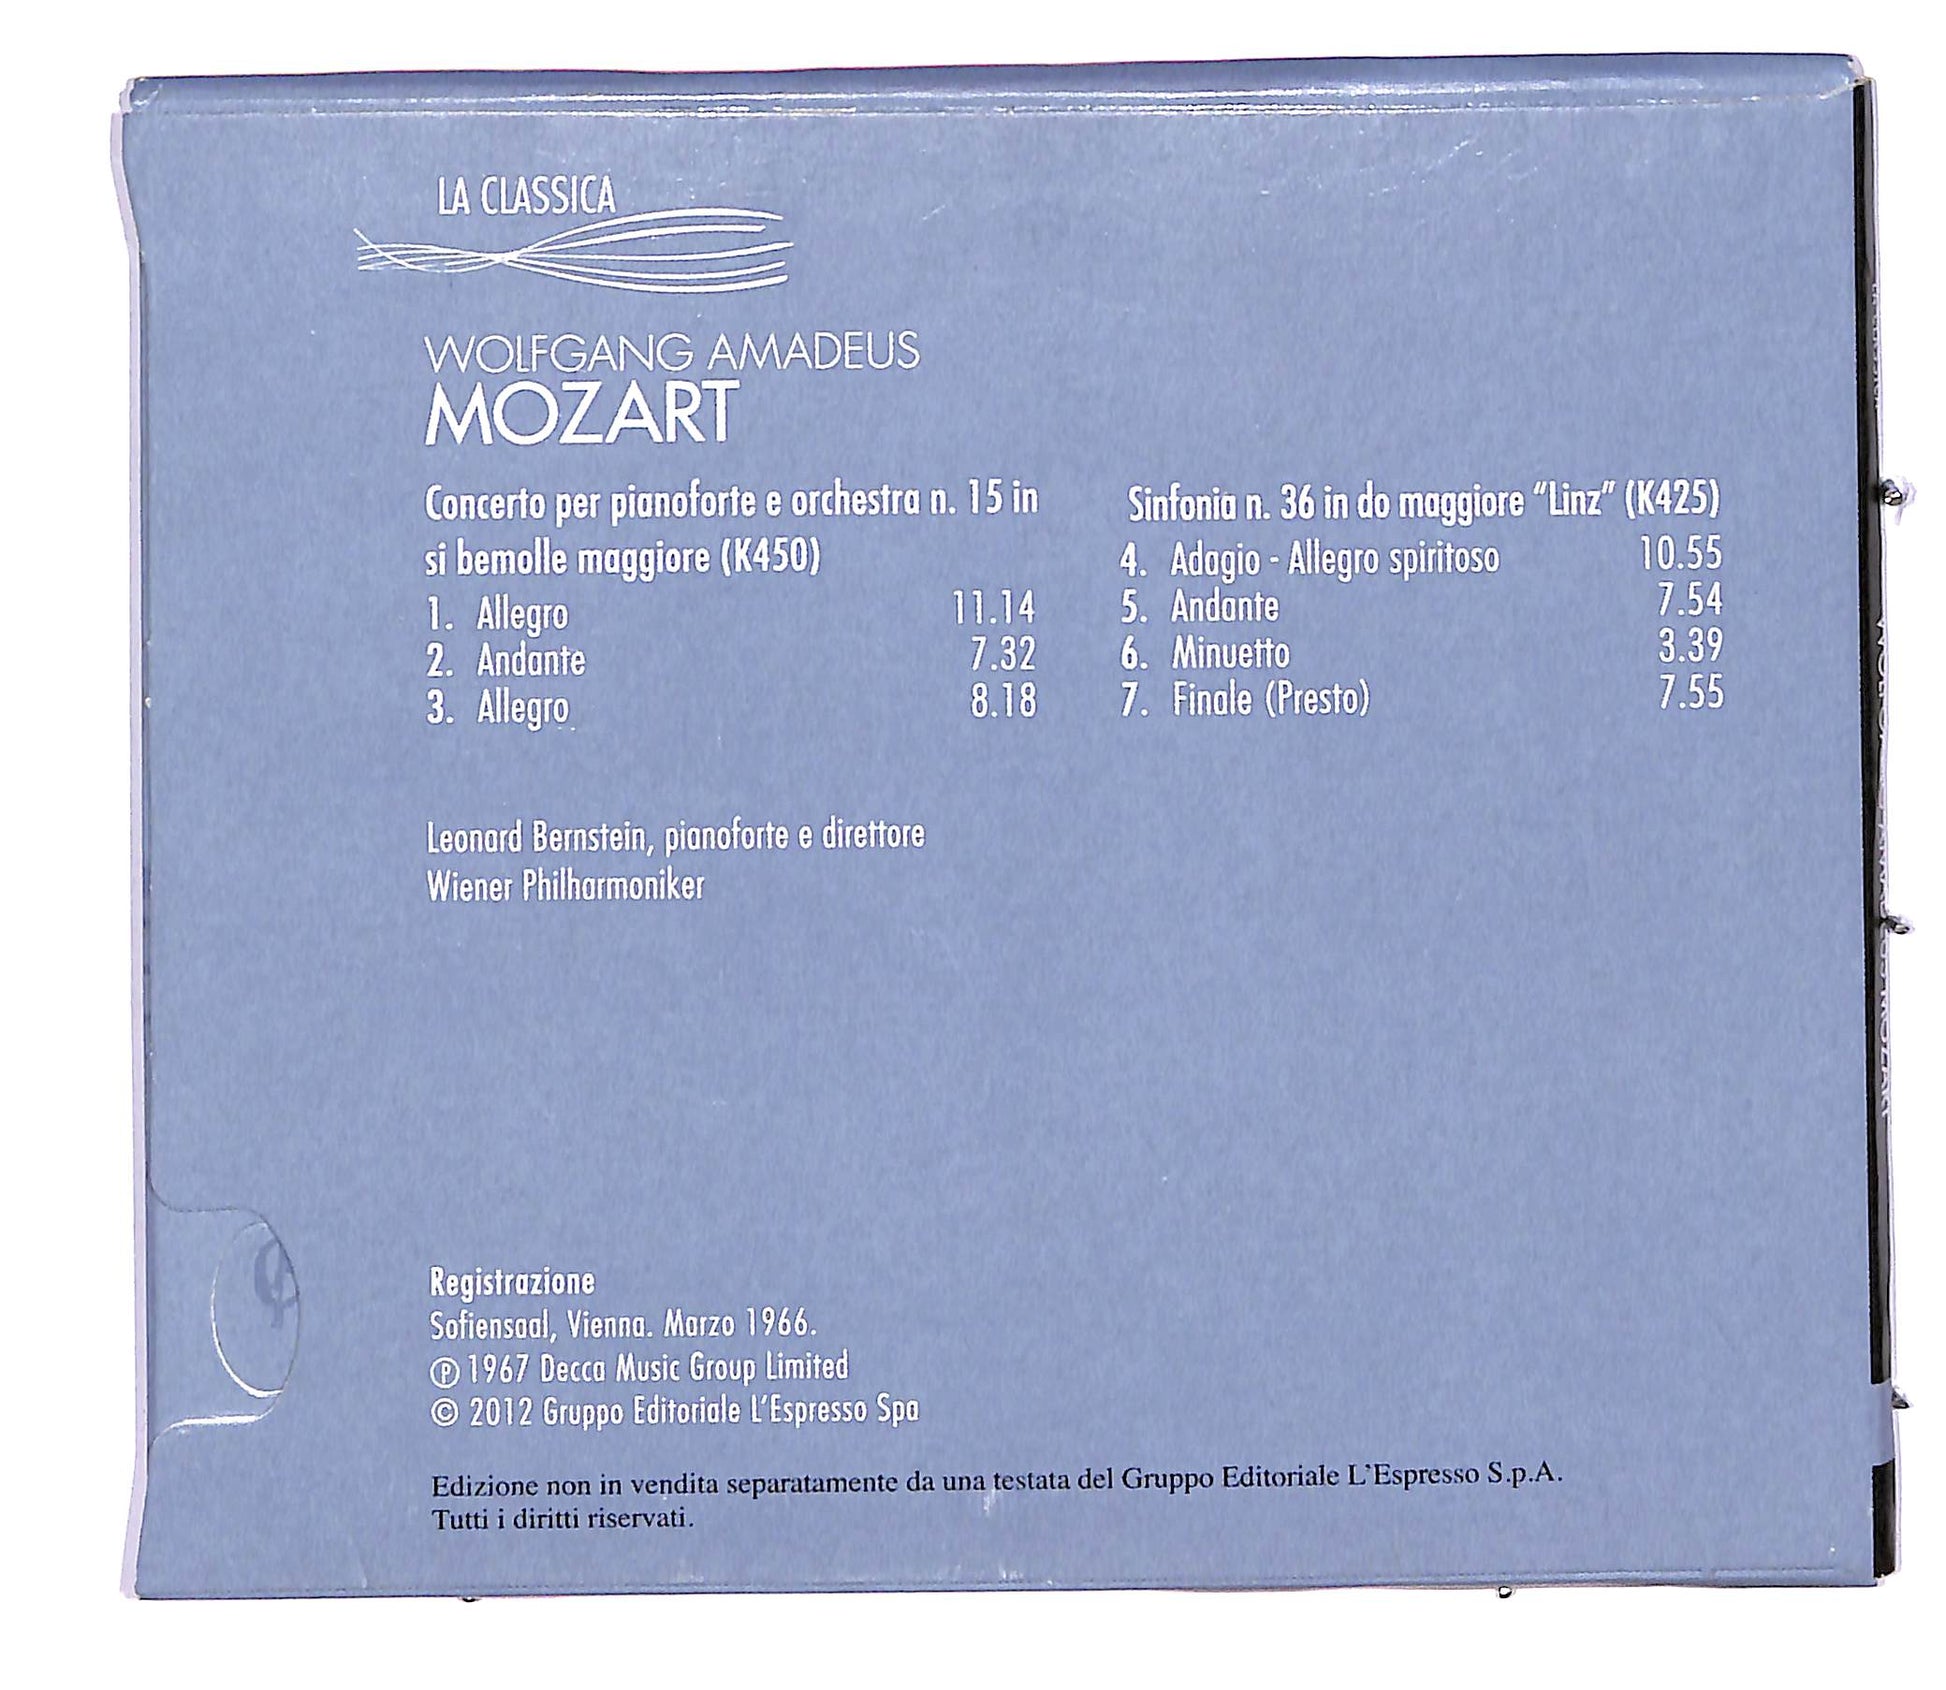 LA CLASSICA
WOLFGANG AMADEUS
MOZART
Concerto per pianoforte e orchestra n. 15 in
si bemolle maggiore (K450)
1. Allegro 11.14
2. Andante 7.32
3. Allegro 8.18
Sinfonia n. 36 in do maggiore “Linz” (K425)
4. Adagio - Allegro spiritoso 10.55
5. Andante 7.54
6. Minuetto 3.39
7. Finale (Presto) 7.55
Leonard Bernstein, pianoforte e direttore
Wiener Philharmoniker
Registrazione
Sofiensaal, Vienna. Marzo 1966.
℗ 1967 Decca Music Group Limited
© 2012 Gruppo Editoriale L’Espresso Spa
Edizione non in vendita separatamente da una testata del Gruppo Editoriale L’Espresso S.p.A.
Tutti i diritti riservati.